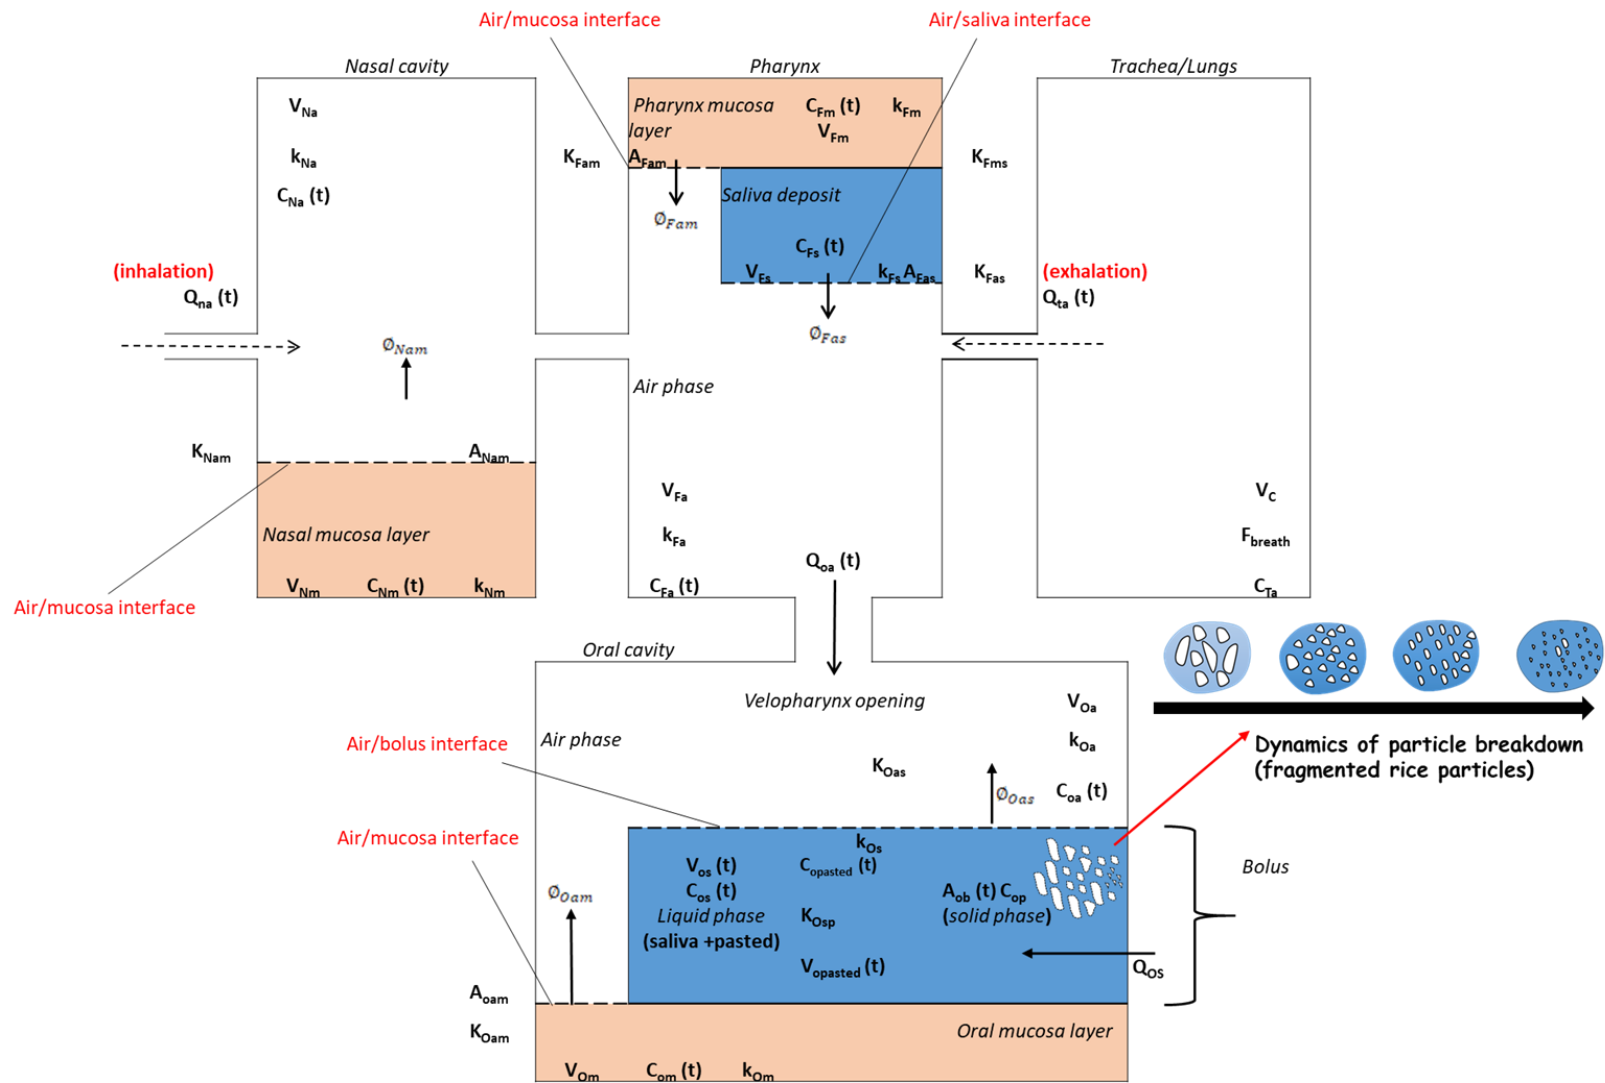 Air/mucosa interface
Air/saliva interface
Nasal cavity
Pharynx
Trachea/Lungs
V_Na
k_Na
C_Na (t)
Pharynx mucosa
layer
C_Fm (t)
k_Fm
V_Fm
K_Fam
A_Fam
K_Fms
Saliva deposit
Ø_Fam
C_Fs (t)
V_Fs
k_Fs A_Fas
K_Fas
(inhalation)
Q_na (t)
(exhalation)
Q_ta (t)
Ø_Nam
Ø_Fas
Air phase
K_Nam
A_Nam
V_Fa
k_Fa
C_Fa (t)
Q_oa (t)
V_C
F_breath
C_Ta
Nasal mucosa layer
V_Nm
C_Nm (t)
k_Nm
Air/mucosa interface
Oral cavity
Velopharynx opening
V_Oa
k_Oa
C_oa (t)
Air/bolus interface
Air phase
K_Oas
Ø_Oas
Dynamics of particle breakdown
(fragmented rice particles)
Air/mucosa interface
k_Os
V_os (t)
C_opasted (t)
C_os (t)
A_ob (t) C_op
Liquid phase
(saliva +pasted)
K_Osp
(solid phase)
V_opasted (t)
Q_OS
Bolus
Ø_Oam
A_oam
K_Oam
Oral mucosa layer
V_Om
C_om (t)
k_Om